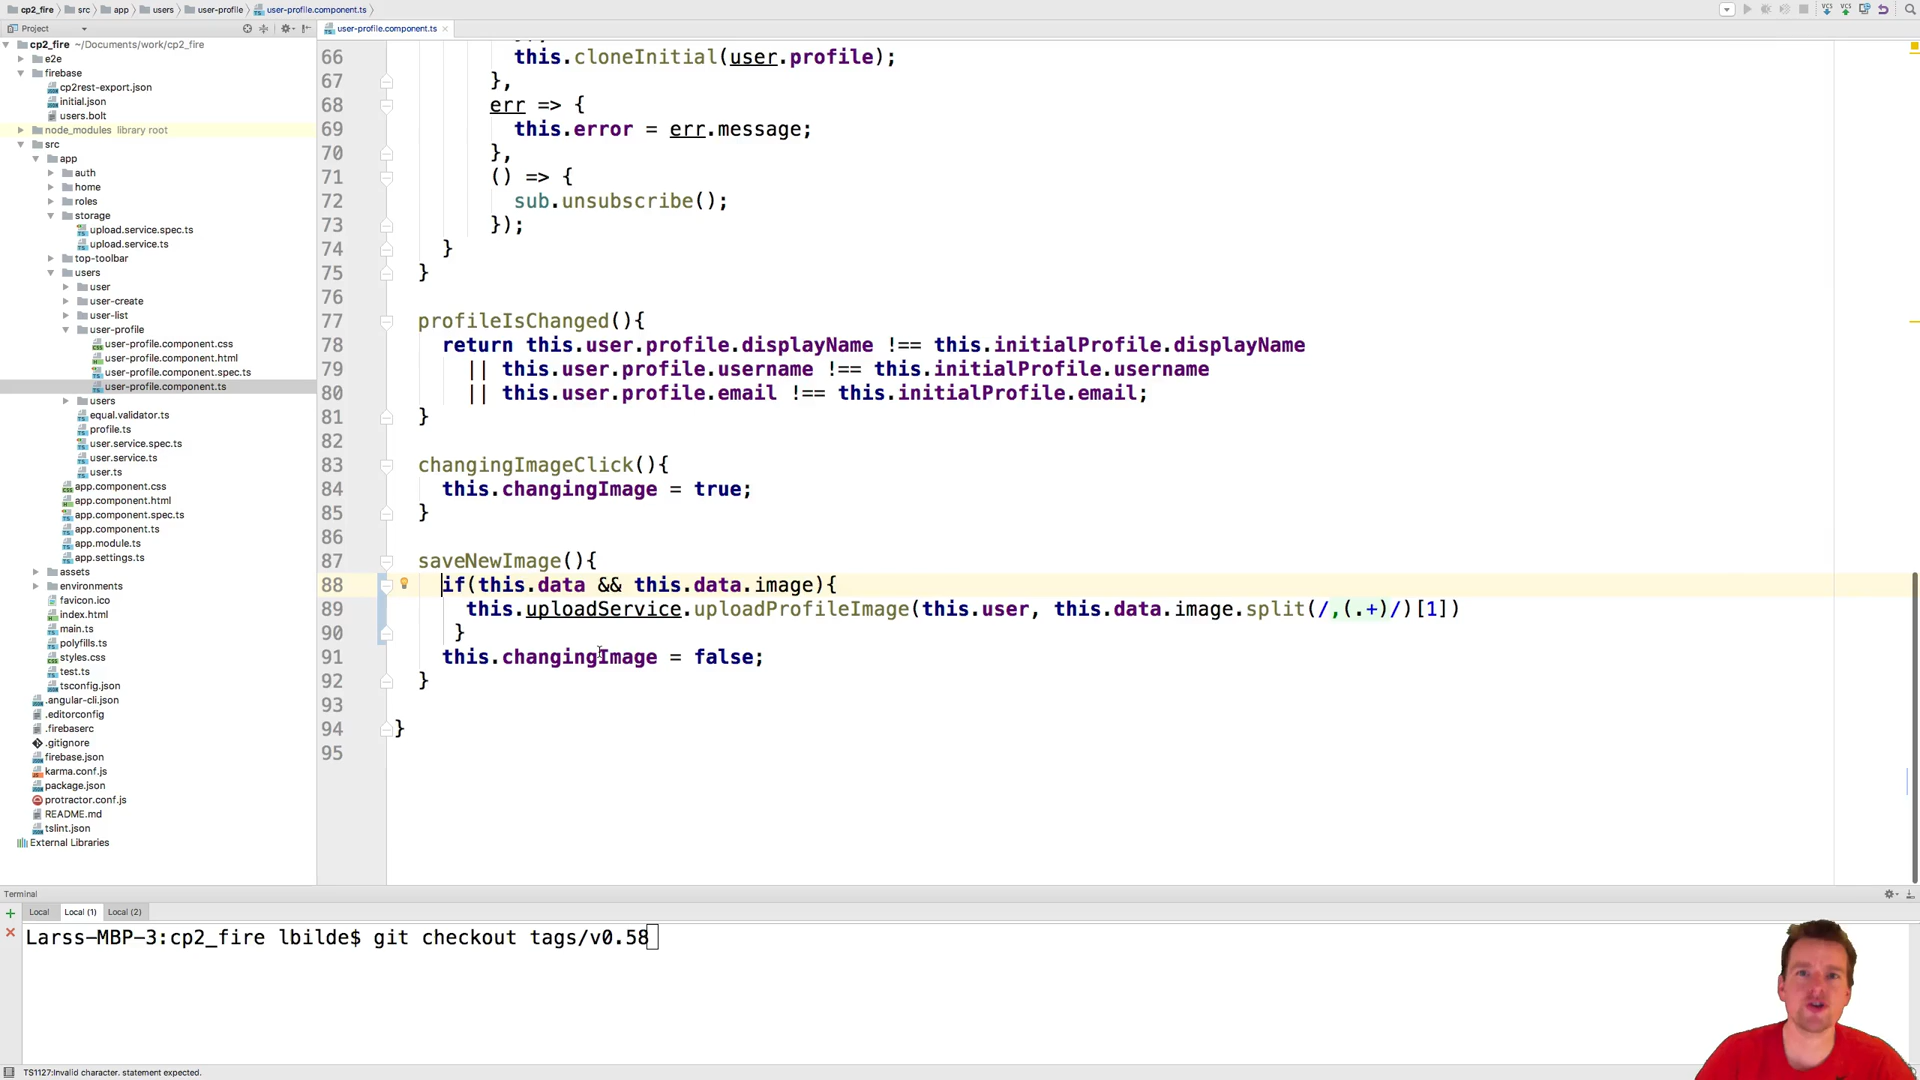 cp2_fire src app users user-profile user-profile.component.ts
Project
user-profile.component.ts
cp2_fire ~/Documents/work/cp2_fire
e2e
firebase
cp2rest-export.json
initial.json
users.bolt
node_modules library root
src
app
auth
home
roles
storage
upload.service.spec.ts
upload.service.ts
top-toolbar
users
user
user-create
user-list
user-profile
user-profile.component.css
user-profile.component.html
user-profile.component.spec.ts
user-profile.component.ts
users
equal.validator.ts
profile.ts
user.service.spec.ts
user.service.ts
user.ts
app.component.css
app.component.html
app.component.spec.ts
app.component.ts
app.module.ts
app.settings.ts
assets
environments
favicon.ico
index.html
main.ts
polyfills.ts
styles.css
test.ts
tsconfig.json
.angular-cli.json
.editorconfig
.firebaserc
.gitignore
firebase.json
karma.conf.js
package.json
protractor.conf.js
README.md
tslint.json
External Libraries
66 this.cloneInitial(user.profile);
67 },
68 err => {
69 this.error = err.message;
70 },
71 () => {
72 sub.unsubscribe();
73 });
74 }
75 }
76
77 profileIsChanged(){
78 return this.user.profile.displayName !== this.initialProfile.displayName
79 || this.user.profile.username !== this.initialProfile.username
80 || this.user.profile.email !== this.initialProfile.email;
81 }
82
83 changingImageClick(){
84 this.changingImage = true;
85 }
86
87 saveNewImage(){
88 if(this.data && this.data.image){
89 this.uploadService.uploadProfileImage(this.user, this.data.image.split(/,(.+)/)[1])
90 }
91 this.changingImage = false;
92 }
93
94 }
95
Terminal
Local Local (1) Local (2)
Larss-MBP-3:cp2_fire lbilde$ git checkout tags/v0.58
TS1127:Invalid character. statement expected.